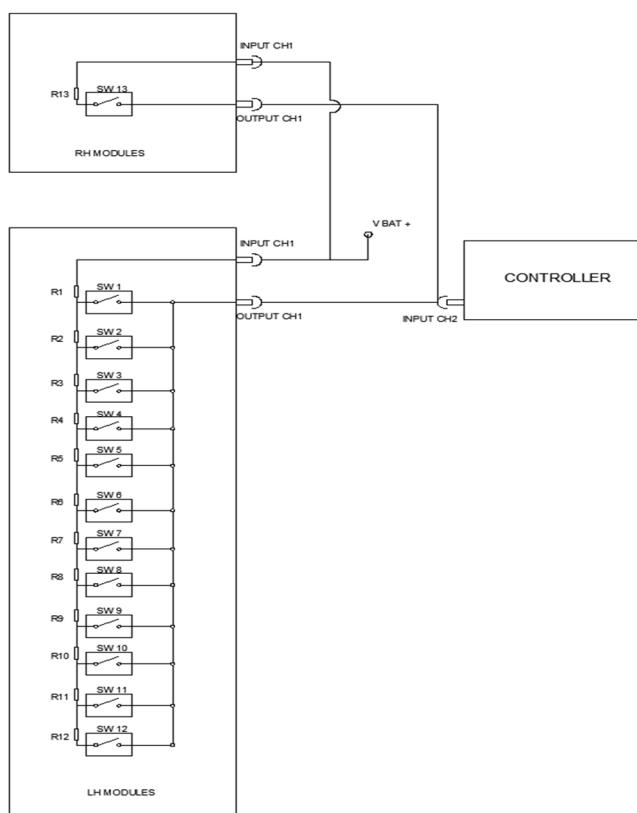 INPUT CH1
R13
SW 13
OUTPUT CH1
RH MODULES
V BAT +
INPUT CH1
CONTROLLER
R1
SW 1
OUTPUT CH1
INPUT CH2
R2
SW 2
R3
SW 3
R4
SW 4
R5
SW 5
R6
SW 6
R7
SW 7
R8
SW 8
R9
SW 9
R10
SW 10
R11
SW 11
R12
SW 12
LH MODULES